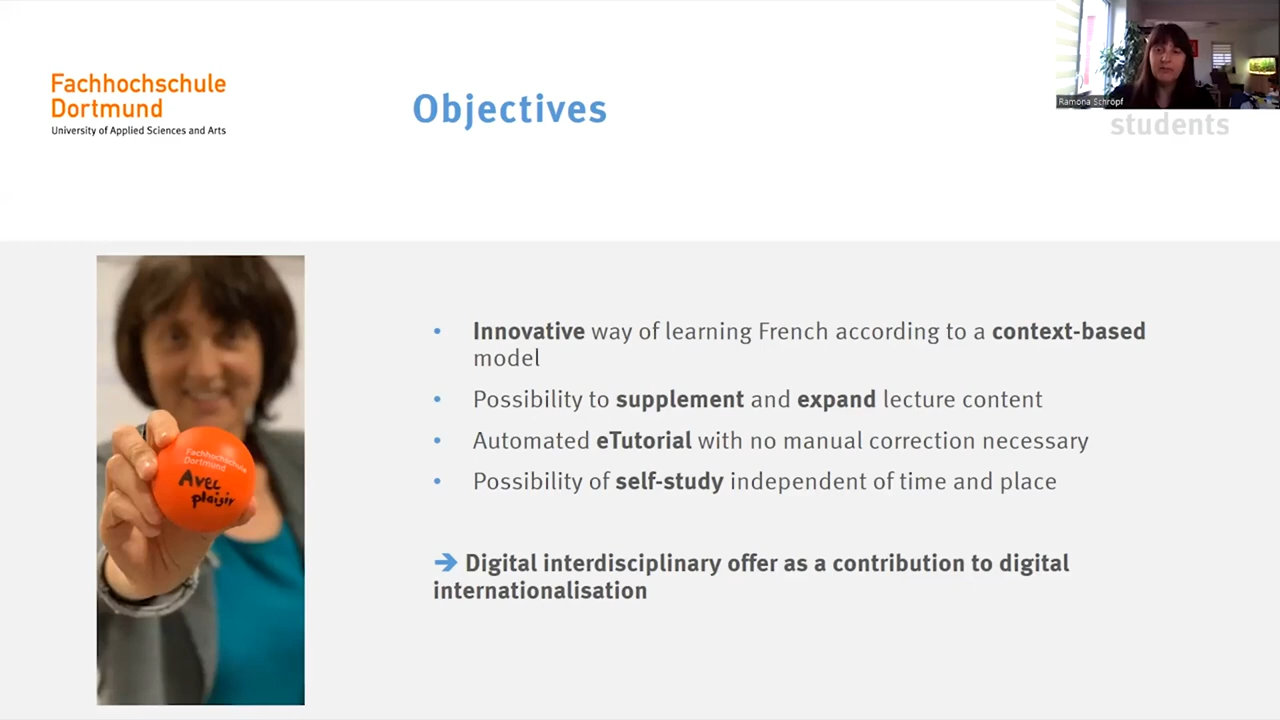 Fachhochschule
Dortmund
University of Applied Sciences and Arts
Objectives
Ramona Schröpf
students
Fachhochschule
Dortmund
Avec
plaisir
• Innovative way of learning French according to a context-based
model
• Possibility to supplement and expand lecture content
• Automated eTutorial with no manual correction necessary
• Possibility of self-study independent of time and place
➔ Digital interdisciplinary offer as a contribution to digital
internationalisation